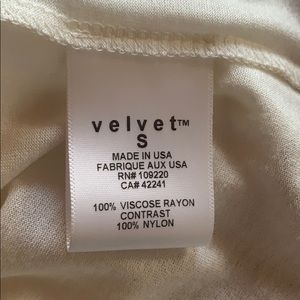 velvet™
S
MADE IN USA
FABRIQUE AUX USA
RN# 109220
CA# 42241
100% VISCOSE RAYON
CONTRAST
100% NYLON